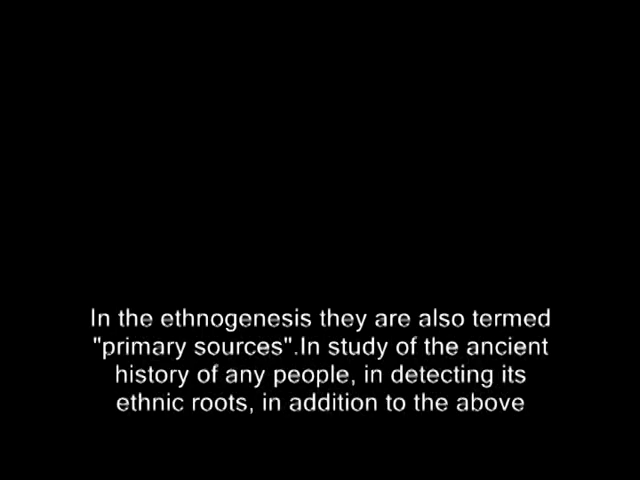 In the ethnogenesis they are also termed
"primary sources".In study of the ancient
history of any people, in detecting its
ethnic roots, in addition to the above